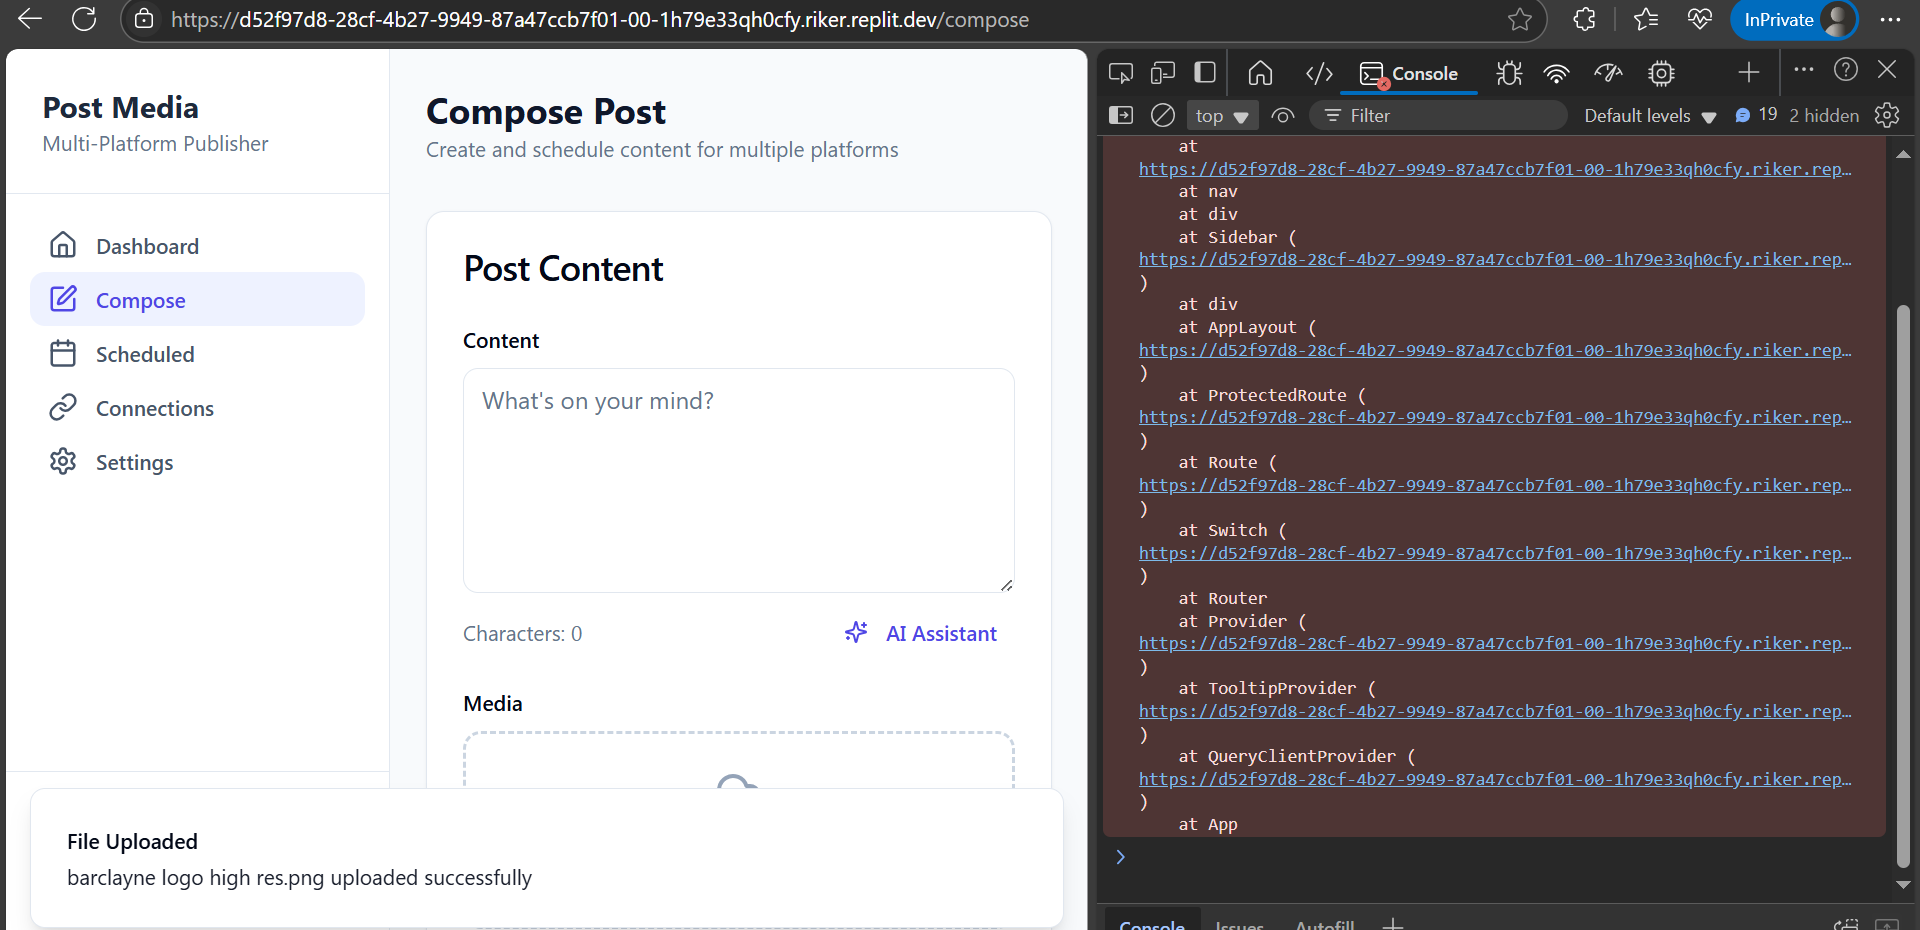 https://d52f97d8-28cf-4b27-9949-87a47ccb7f01-00-1h79e33qh0cfy.riker.replit.dev/compose
InPrivate
Post Media
Multi-Platform Publisher
Dashboard
Compose
Scheduled
Connections
Settings
Compose Post
Create and schedule content for multiple platforms
Post Content
Content
What's on your mind?
Characters: 0
AI Assistant
Media
File Uploaded
barclayne logo high res.png uploaded successfully
Console
top
Filter
Default levels
19
2 hidden
at
https://d52f97d8-28cf-4b27-9949-87a47ccb7f01-00-1h79e33qh0cfy.riker.rep…
at nav
at div
at Sidebar (
https://d52f97d8-28cf-4b27-9949-87a47ccb7f01-00-1h79e33qh0cfy.riker.rep…
)
at div
at AppLayout (
https://d52f97d8-28cf-4b27-9949-87a47ccb7f01-00-1h79e33qh0cfy.riker.rep…
)
at ProtectedRoute (
https://d52f97d8-28cf-4b27-9949-87a47ccb7f01-00-1h79e33qh0cfy.riker.rep…
)
at Route (
https://d52f97d8-28cf-4b27-9949-87a47ccb7f01-00-1h79e33qh0cfy.riker.rep…
)
at Switch (
https://d52f97d8-28cf-4b27-9949-87a47ccb7f01-00-1h79e33qh0cfy.riker.rep…
)
at Router
at Provider (
https://d52f97d8-28cf-4b27-9949-87a47ccb7f01-00-1h79e33qh0cfy.riker.rep…
)
at TooltipProvider (
https://d52f97d8-28cf-4b27-9949-87a47ccb7f01-00-1h79e33qh0cfy.riker.rep…
)
at QueryClientProvider (
https://d52f97d8-28cf-4b27-9949-87a47ccb7f01-00-1h79e33qh0cfy.riker.rep…
)
at App
Console
Issues
Autofill